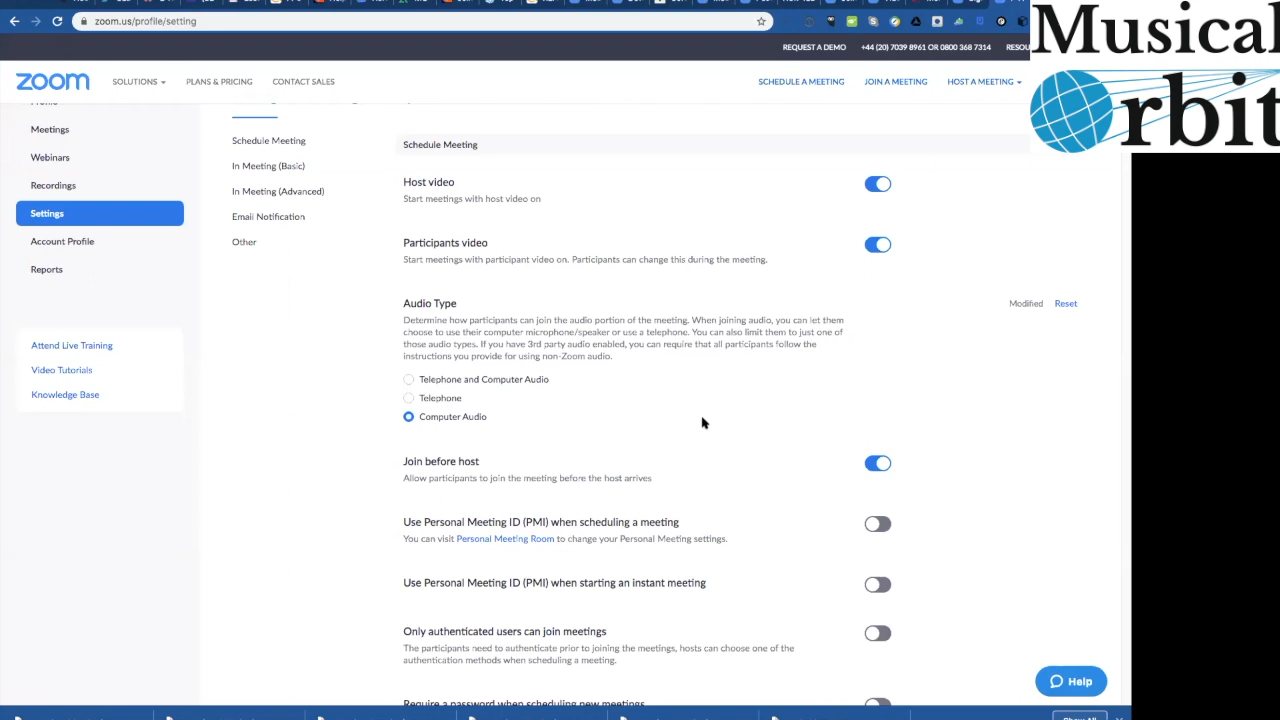 zoom.us/profile/setting
Musical
Orbit
REQUEST A DEMO +44 (20) 7039 8961 OR 0800 368 7314
zoom SOLUTIONS PLANS & PRICING CONTACT SALES SCHEDULE A MEETING JOIN A MEETING HOST A MEETING
Profile
Meetings
Webinars
Recordings
Settings
Account Profile
Reports
Attend Live Training
Video Tutorials
Knowledge Base
Schedule Meeting
In Meeting (Basic)
In Meeting (Advanced)
Email Notification
Other
Schedule Meeting
Host video
Start meetings with host video on
Participants video
Start meetings with participant video on. Participants can change this during the meeting.
Audio Type Modified Reset
Determine how participants can join the audio portion of the meeting. When joining audio, you can let them
choose to use their computer microphone/speaker or use a telephone. You can also limit them to just one of
those audio types. If you have 3rd party audio enabled, you can require that all participants follow the
instructions you provide for using non-Zoom audio.
Telephone and Computer Audio
Telephone
Computer Audio
Join before host
Allow participants to join the meeting before the host arrives
Use Personal Meeting ID (PMI) when scheduling a meeting
You can visit Personal Meeting Room to change your Personal Meeting settings.
Use Personal Meeting ID (PMI) when starting an instant meeting
Only authenticated users can join meetings
The participants need to authenticate prior to joining the meetings, hosts can choose one of the
authentication methods when scheduling a meeting.
Require a password when scheduling new meetings
Help
Show All